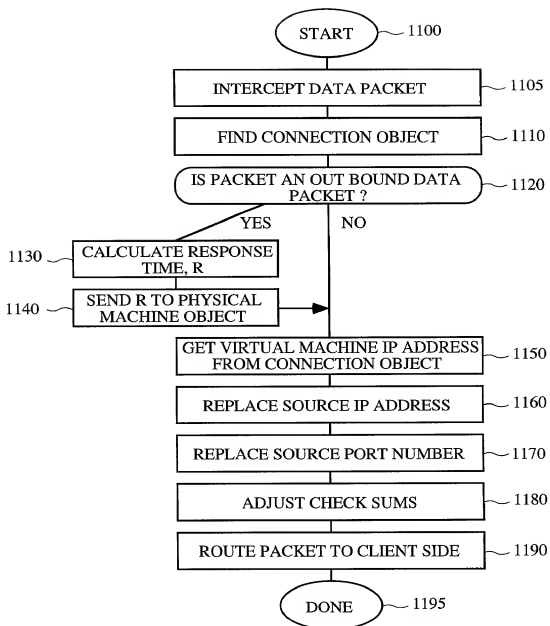 START
1100
INTERCEPT DATA PACKET
1105
FIND CONNECTION OBJECT
1110
IS PACKET AN OUT BOUND DATA
PACKET ?
1120
YES
NO
1130
CALCULATE RESPONSE
TIME, R
1140
SEND R TO PHYSICAL
MACHINE OBJECT
GET VIRTUAL MACHINE IP ADDRESS
FROM CONNECTION OBJECT
1150
REPLACE SOURCE IP ADDRESS
1160
REPLACE SOURCE PORT NUMBER
1170
ADJUST CHECK SUMS
1180
ROUTE PACKET TO CLIENT SIDE
1190
DONE
1195